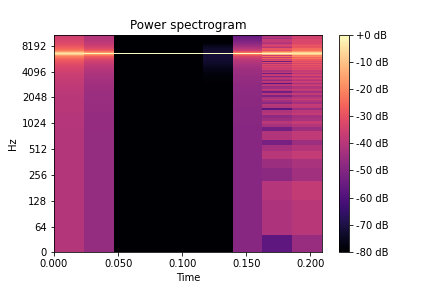 Power spectrogram
Hz
8192
4096
2048
1024
512
256
128
64
0
0.000 0.050 0.100 0.150 0.200
Time
+0 dB
-10 dB
-20 dB
-30 dB
-40 dB
-50 dB
-60 dB
-70 dB
-80 dB